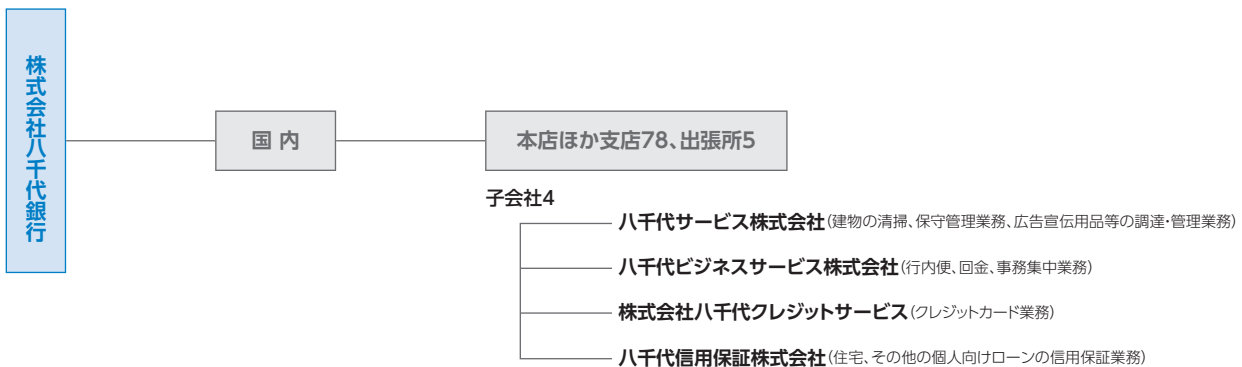 株式会社八千代銀行
国 内
本店ほか支店78、出張所5
子会社4
八千代サービス株式会社(建物の清掃、保守管理業務、広告宣伝用品等の調達・管理業務)
八千代ビジネスサービス株式会社(行内便、回金、事務集中業務)
株式会社八千代クレジットサービス(クレジットカード業務)
八千代信用保証株式会社(住宅、その他の個人向けローンの信用保証業務)